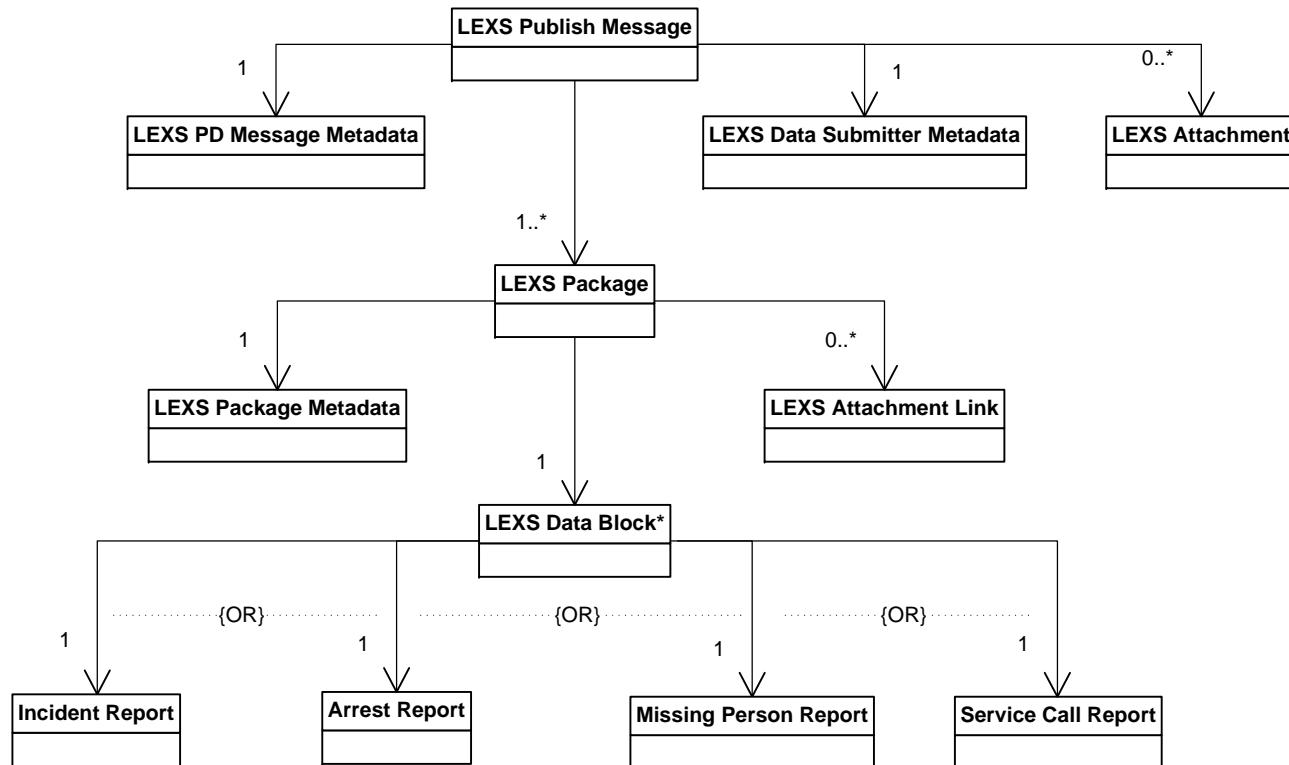 LEXS Publish Message
1
1
0..*
LEXS PD Message Metadata
LEXS Data Submitter Metadata
LEXS Attachment
1..*
LEXS Package
1
0..*
LEXS Package Metadata
LEXS Attachment Link
1
LEXS Data Block*
{OR}
{OR}
{OR}
1
1
1
1
Incident Report
Arrest Report
Missing Person Report
Service Call Report